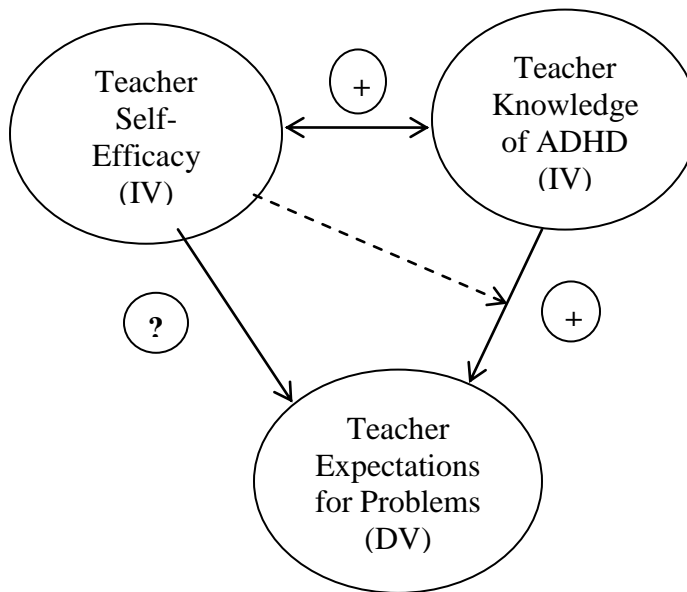 Teacher
Self-
Efficacy
(IV)
+
Teacher
Knowledge
of ADHD
(IV)
?
+
Teacher
Expectations
for Problems
(DV)